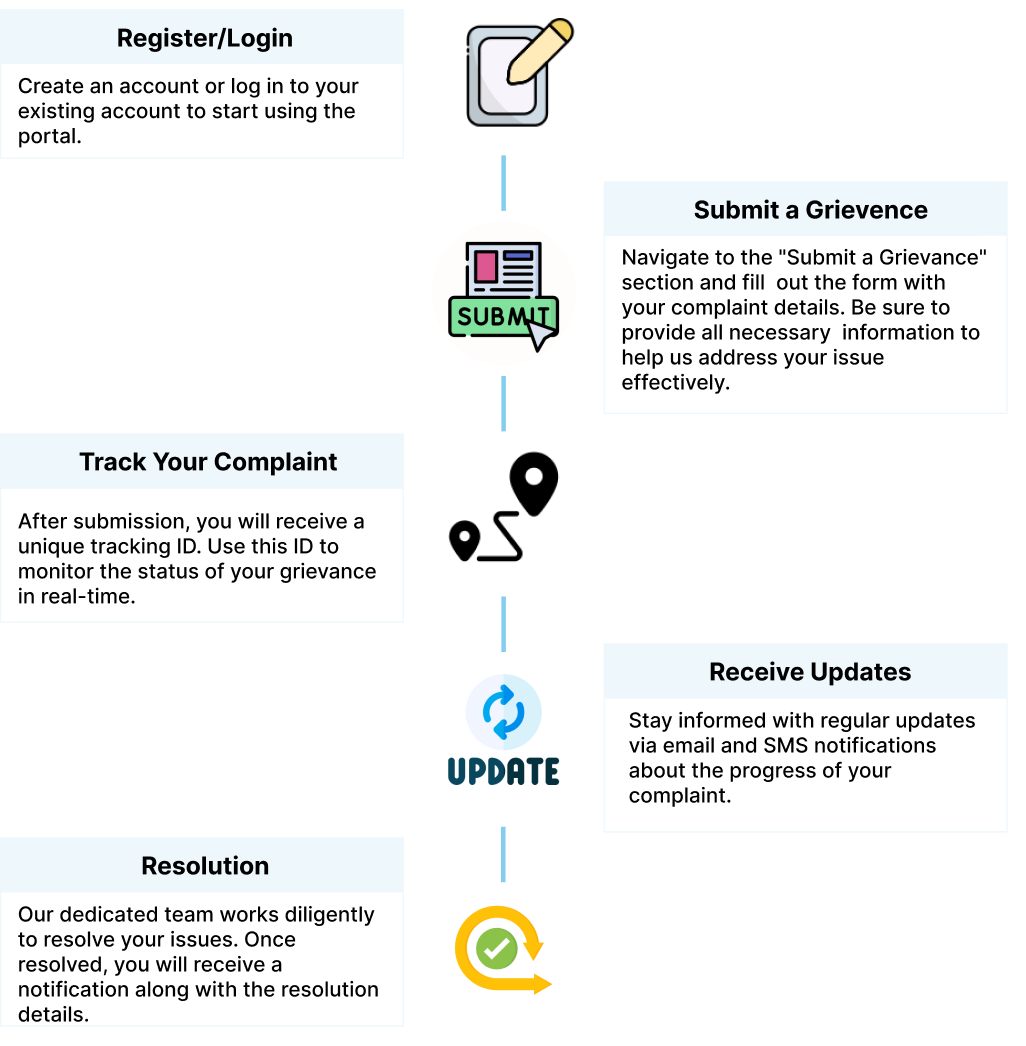 Register/Login
Create an account or log in to your
existing account to start using the
portal.
Submit a Grievence
Navigate to the "Submit a Grievance"
section and fill  out the form with
your complaint details. Be sure to
provide all necessary  information to
help us address your issue
effectively.
SUBMIT
Track Your Complaint
After submission, you will receive a
unique tracking ID. Use this ID to
monitor the status of your grievance
in real-time.
Receive Updates
Stay informed with regular updates
via email and SMS notifications
about the progress of your
complaint.
UPDATE
Resolution
Our dedicated team works diligently
to resolve your issues. Once
resolved, you will receive a
notification along with the resolution
details.